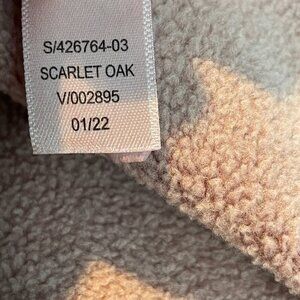 S/426764-03
SCARLET OAK
V/002895
01/22